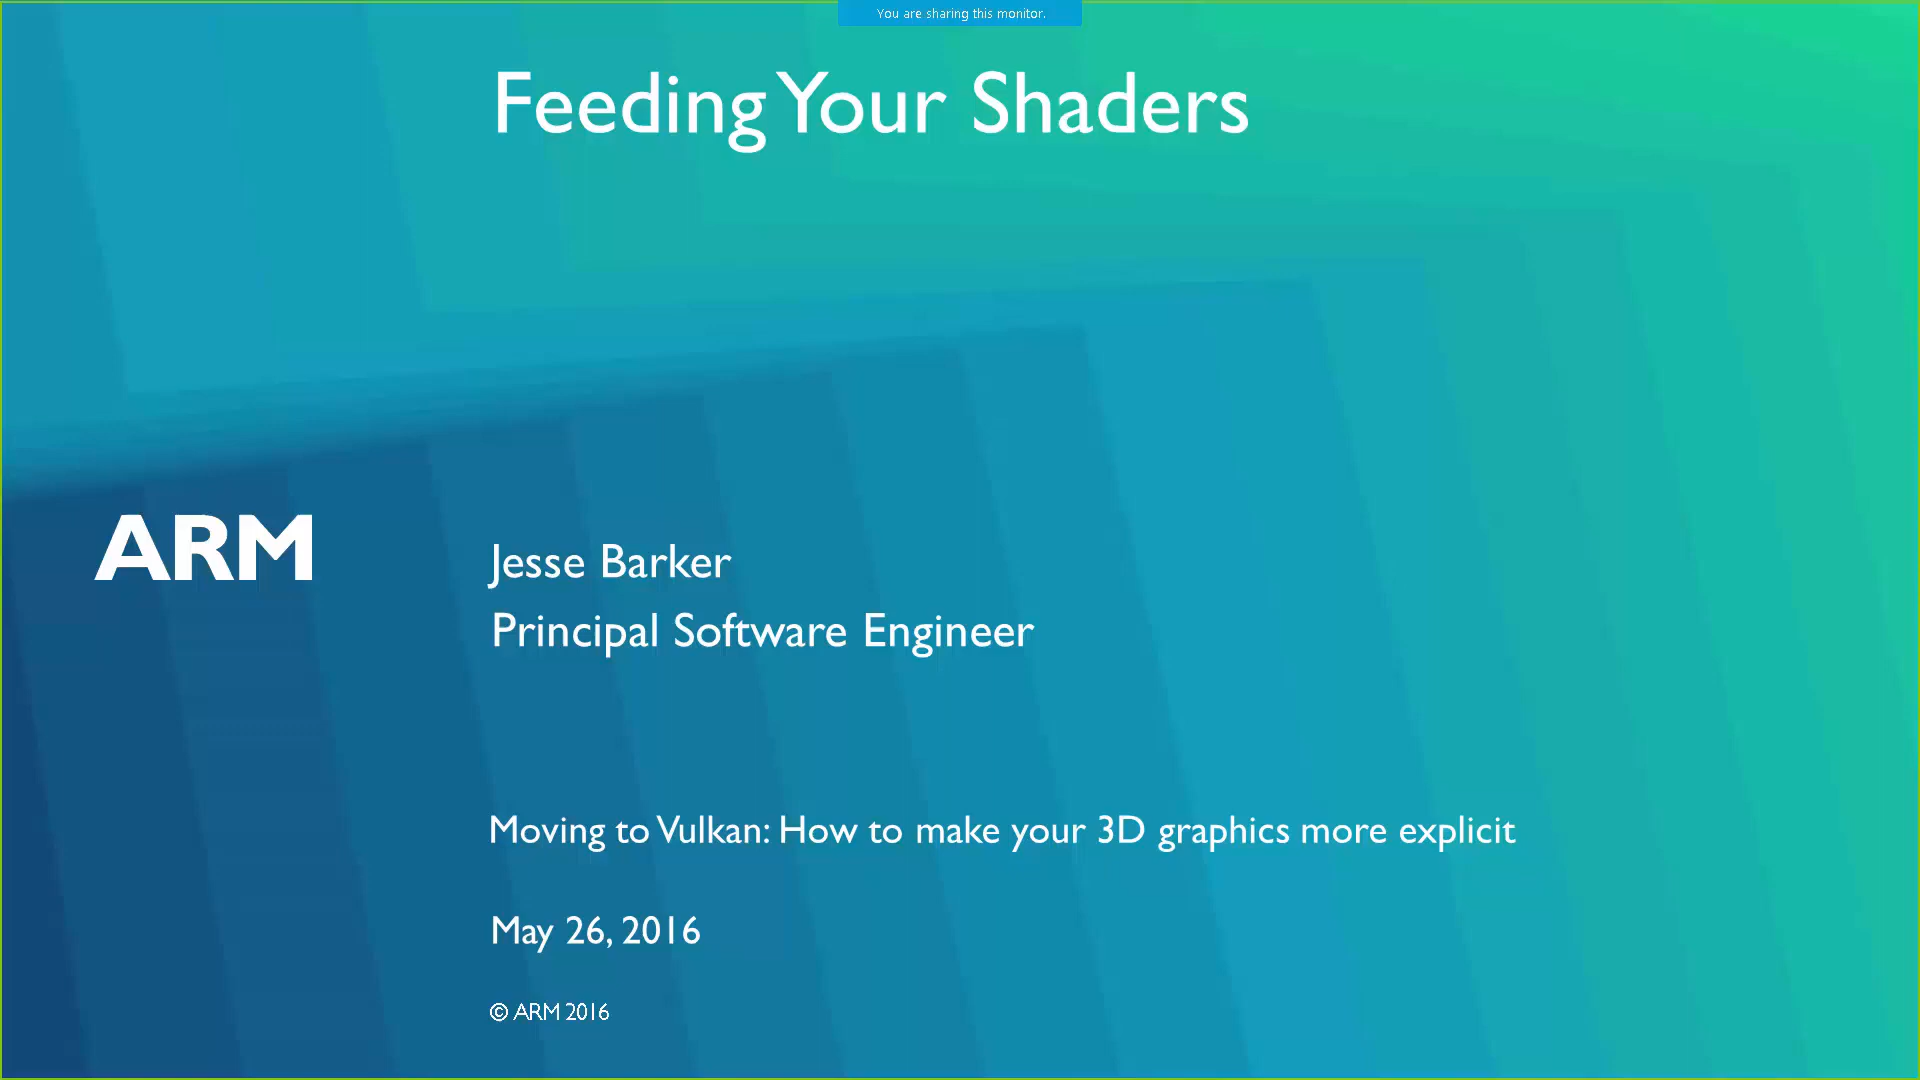 You are sharing this monitor.
Feeding Your Shaders
ARM
Jesse Barker
Principal Software Engineer
Moving to Vulkan: How to make your 3D graphics more explicit
May 26, 2016
© ARM 2016